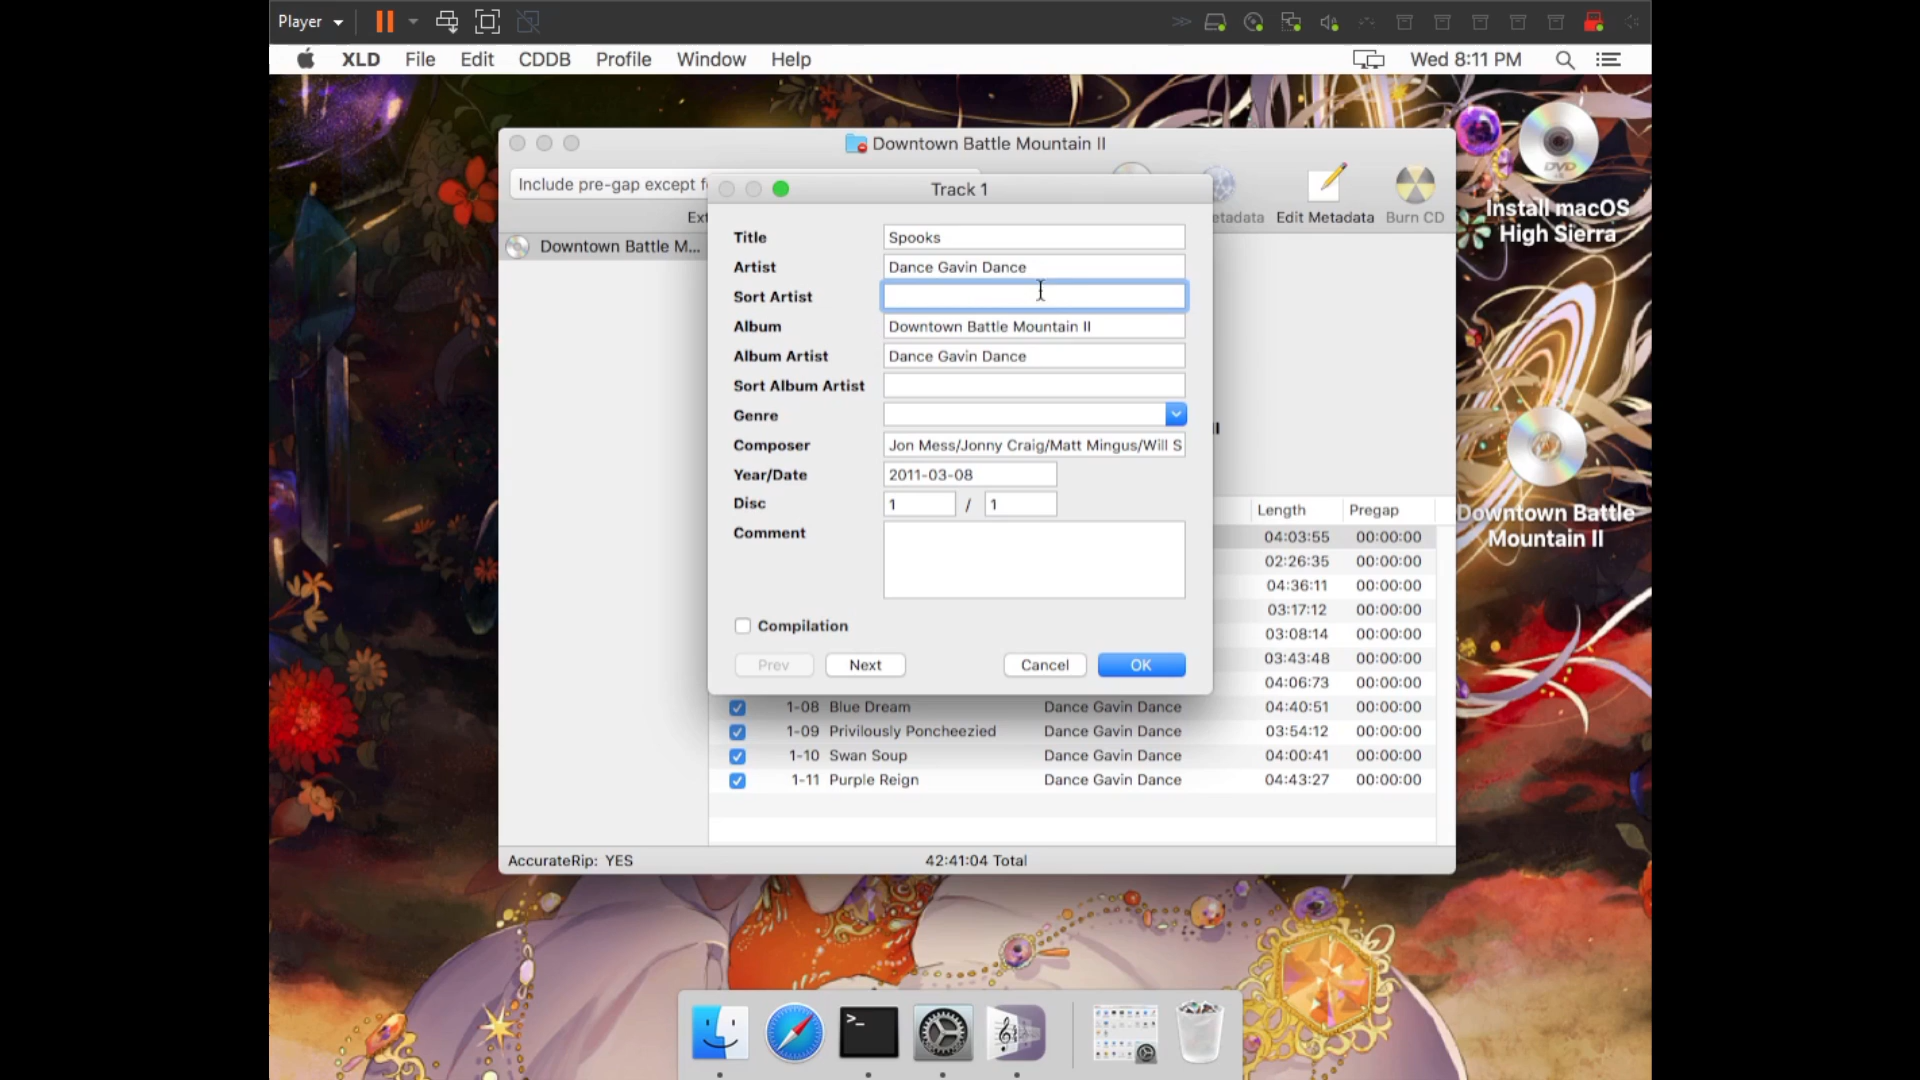 Player
XLD File Edit CDDB Profile Window Help
Wed 8:11 PM
Downtown Battle Mountain II
Include pre-gap except f
Ext
etadata
Edit Metadata
Burn CD
Downtown Battle M...
Track 1
Title Spooks
Artist Dance Gavin Dance
Sort Artist
Album Downtown Battle Mountain II
Album Artist Dance Gavin Dance
Sort Album Artist
Genre
Composer Jon Mess/Jonny Craig/Matt Mingus/Will S
Year/Date 2011-03-08
Disc 1 / 1
Comment
Compilation
Prev Next Cancel OK
Length Pregap
04:03:55 00:00:00
02:26:35 00:00:00
04:36:11 00:00:00
03:17:12 00:00:00
03:08:14 00:00:00
03:43:48 00:00:00
04:06:73 00:00:00
1-08 Blue Dream Dance Gavin Dance 04:40:51 00:00:00
1-09 Privilously Poncheezied Dance Gavin Dance 03:54:12 00:00:00
1-10 Swan Soup Dance Gavin Dance 04:00:41 00:00:00
1-11 Purple Reign Dance Gavin Dance 04:43:27 00:00:00
AccurateRip: YES
42:41:04 Total
DVD
Install macOS
High Sierra
Downtown Battle
Mountain II
>_